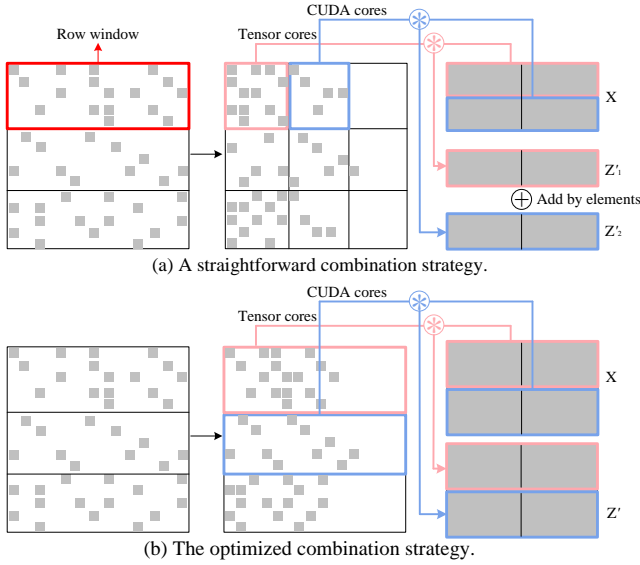 CUDA cores
Row window
Tensor cores
X
Z'1
Add by elements
Z'2
(a) A straightforward combination strategy.
CUDA cores
Tensor cores
X
Z'
(b) The optimized combination strategy.